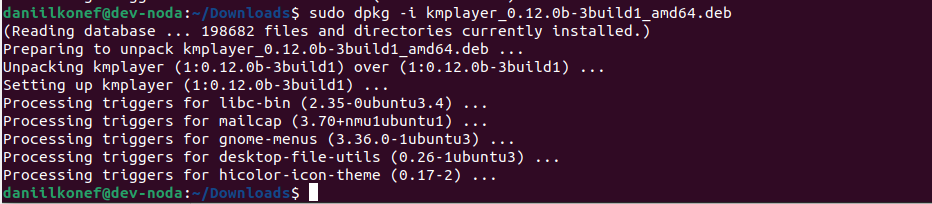 daniilkonef@dev-noda:~/Downloads$ sudo dpkg -i kmplayer_0.12.0b-3build1_amd64.deb
(Reading database ... 198682 files and directories currently installed.)
Preparing to unpack kmplayer_0.12.0b-3build1_amd64.deb ...
Unpacking kmplayer (1:0.12.0b-3build1) over (1:0.12.0b-3build1) ...
Setting up kmplayer (1:0.12.0b-3build1) ...
Processing triggers for libc-bin (2.35-0ubuntu3.4) ...
Processing triggers for mailcap (3.70+nmu1ubuntu1) ...
Processing triggers for gnome-menus (3.36.0-1ubuntu3) ...
Processing triggers for desktop-file-utils (0.26-1ubuntu3) ...
Processing triggers for hicolor-icon-theme (0.17-2) ...
daniilkonef@dev-noda:~/Downloads$